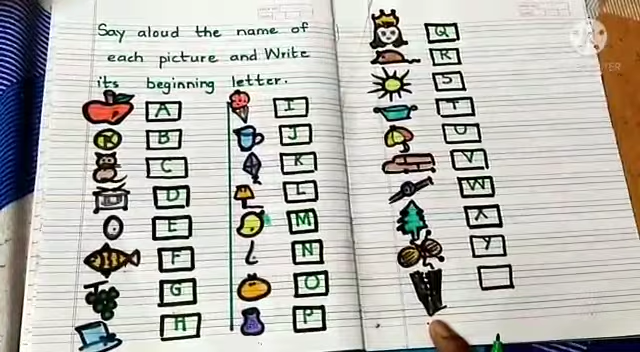 Say aloud the name of
each picture and Write
its beginning letter.
A
B
C
D
E
F
G
H
I
J
K
L
M
N
O
P
Q
R
S
T
U
V
W
X
Y